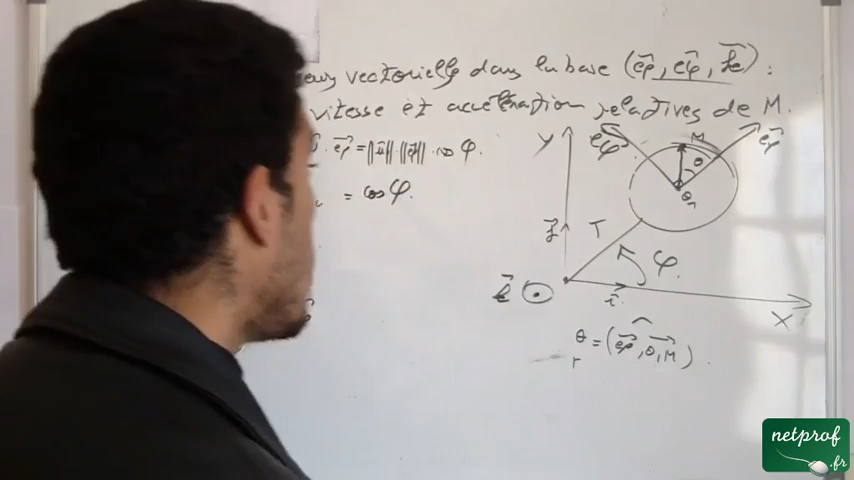 vectorielle dans la base (e⃗ρ, e⃗φ, k⃗) :
vitesse et accélération relatives de M.
. e⃗ρ = ||i⃗|| . ||e⃗ρ|| . cos φ.
= cos φ.
Y
e⃗φ
M
e⃗ρ
θ
O₁
j⃗
T
φ.
k⃗
i⃗
X
θ = (e⃗ρ, O₁M)
r
netprof
.fr